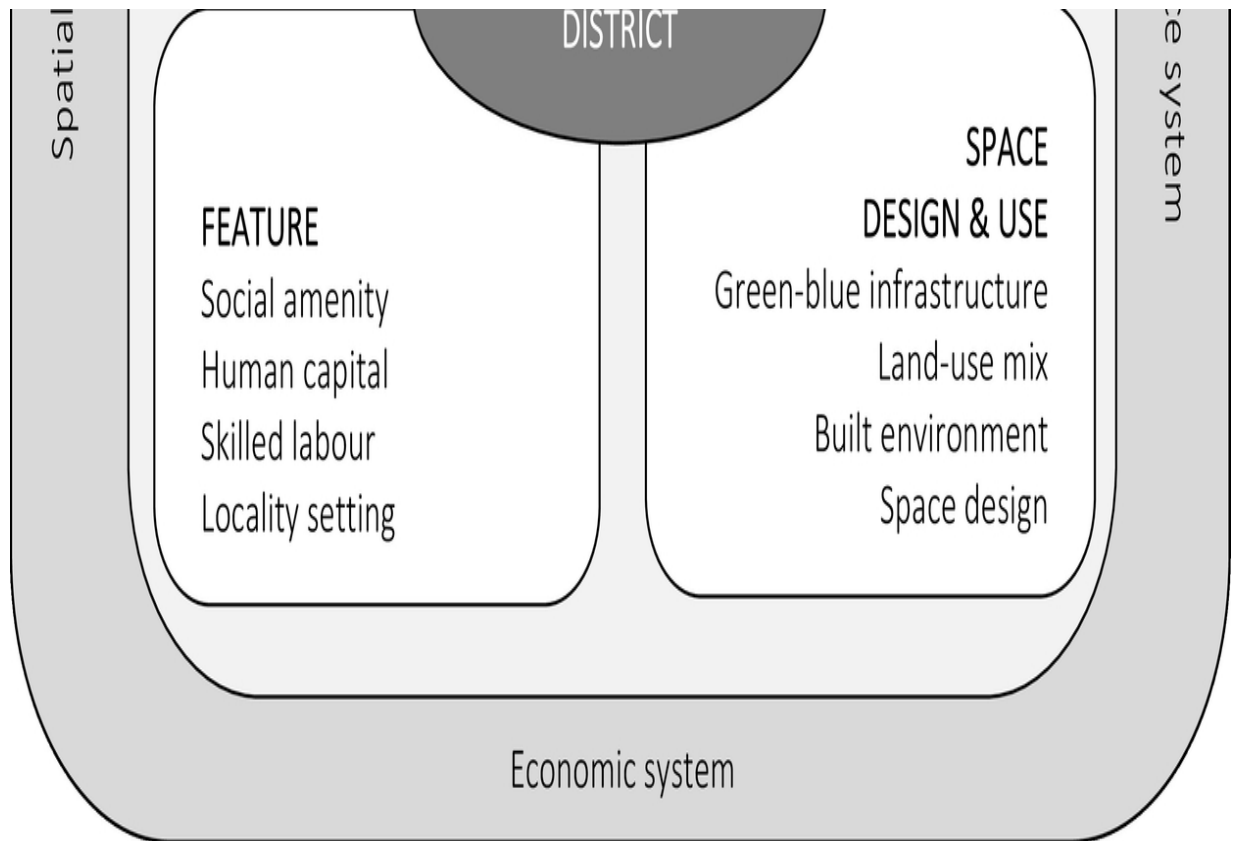 DISTRICT
Spatial
FEATURE
Social amenity
Human capital
Skilled labour
Locality setting
SPACE
DESIGN & USE
Green-blue infrastructure
Land-use mix
Built environment
Space design
system
Economic system